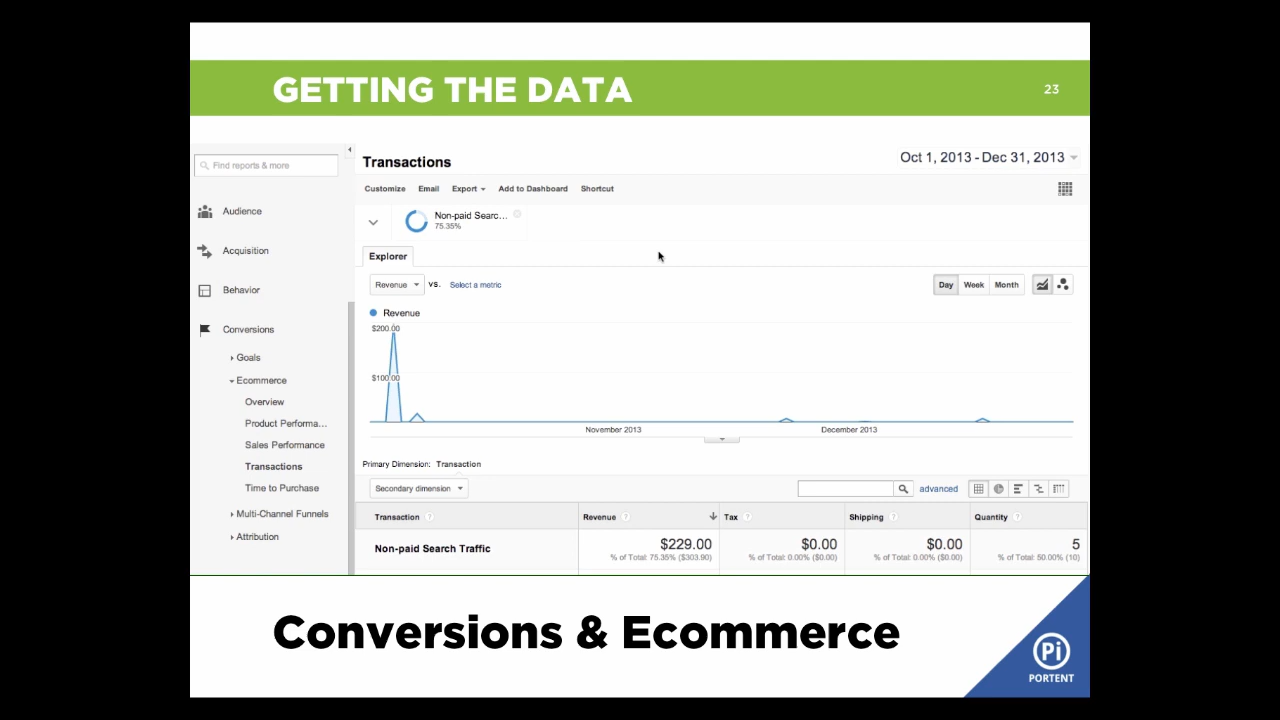 GETTING THE DATA
23
Find reports & more
Audience
Acquisition
Behavior
Conversions
Goals
Ecommerce
Overview
Product Performa...
Sales Performance
Transactions
Time to Purchase
Multi-Channel Funnels
Attribution
Transactions
Oct 1, 2013 - Dec 31, 2013
Customize Email Export Add to Dashboard Shortcut
Non-paid Searc...
75.35%
Explorer
Revenue vs. Select a metric
Day Week Month
Revenue
$200.00
$100.00
November 2013 December 2013
Primary Dimension: Transaction
Secondary dimension
advanced
Transaction ? Revenue ? Tax ? Shipping ? Quantity ?
Non-paid Search Traffic $229.00 $0.00 $0.00 5
% of Total: 75.35% ($303.90) % of Total: 0.00% ($0.00) % of Total: 0.00% ($0.00) % of Total: 50.00% (10)
Conversions & Ecommerce
Pi
PORTENT